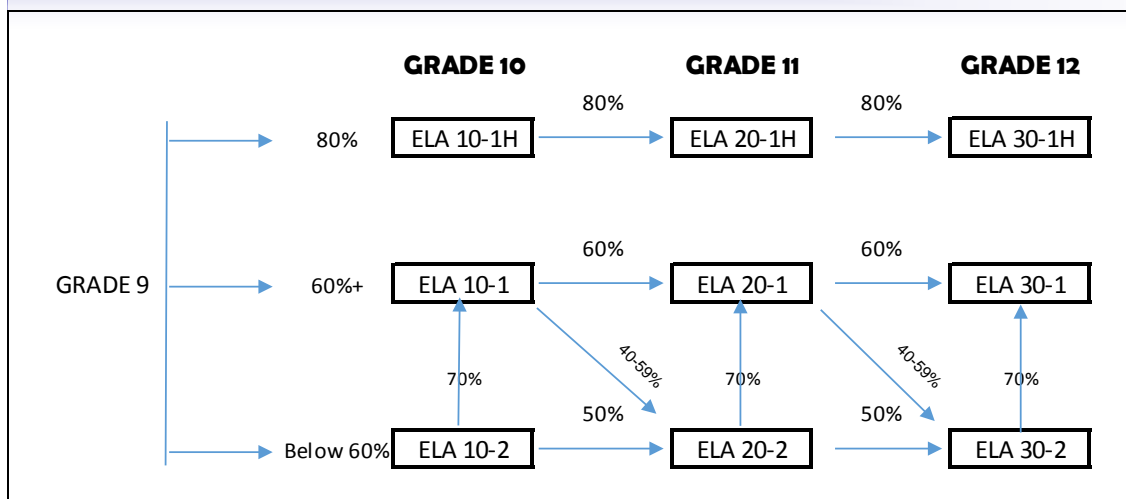 GRADE 10 GRADE 11 GRADE 12
80% 80%
80% ELA 10-1H ELA 20-1H ELA 30-1H
60% 60%
GRADE 9 60%+ ELA 10-1 ELA 20-1 ELA 30-1
70% 40-59% 70% 40-59% 70%
50% 50%
Below 60% ELA 10-2 ELA 20-2 ELA 30-2